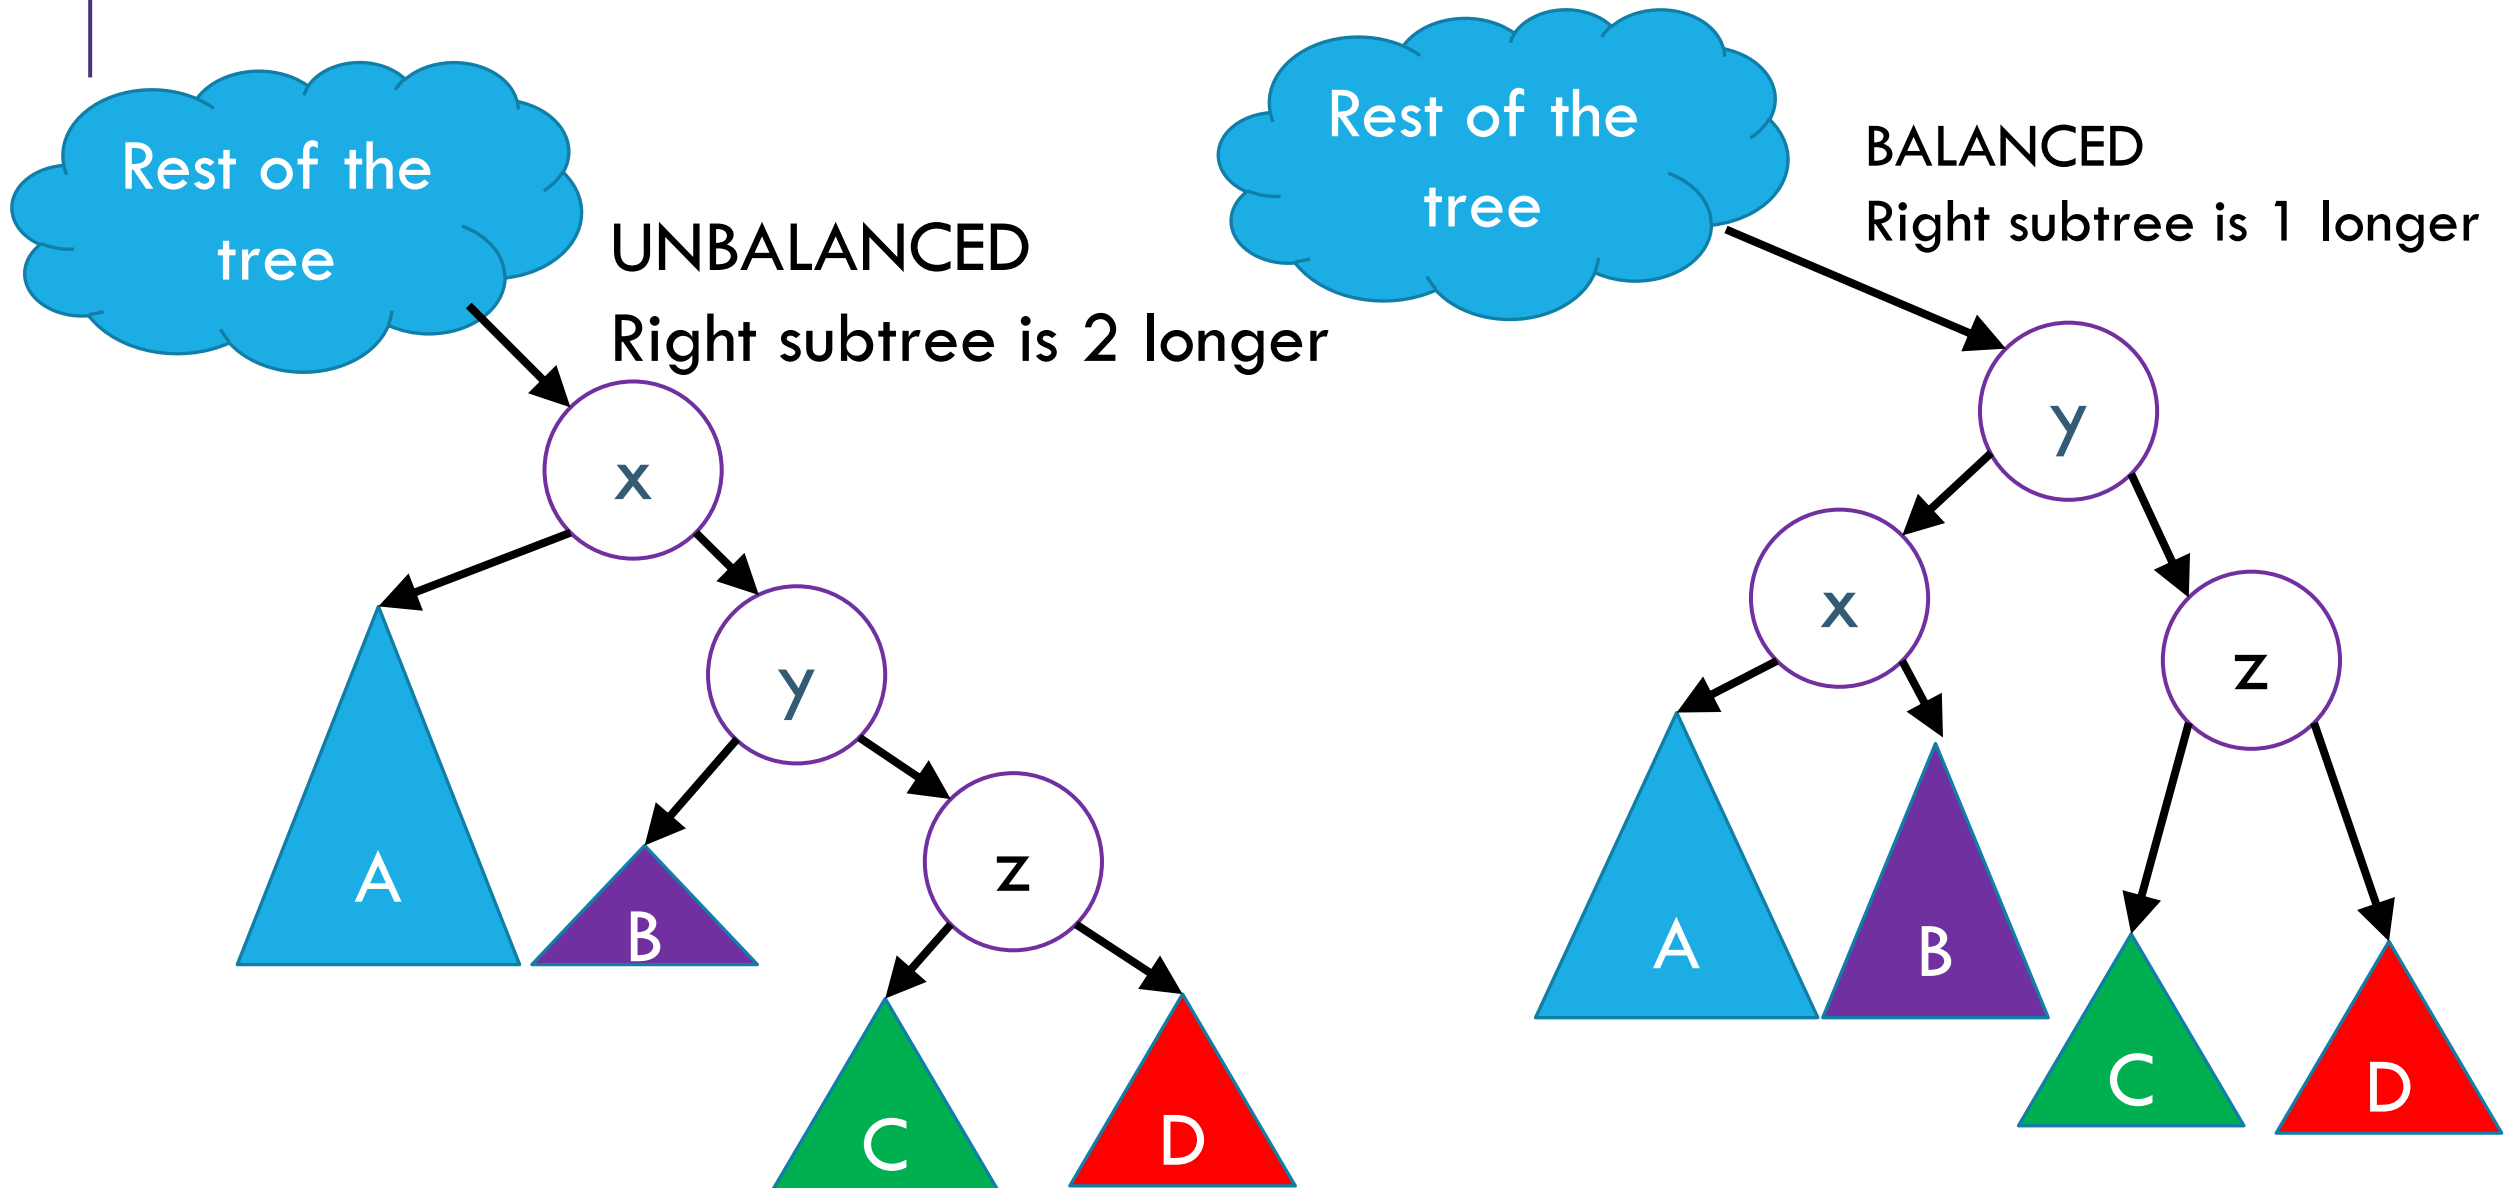 Rest of the
tree
UNBALANCED
Right subtree is 2 longer
x
y
z
A
B
C
D
Rest of the
tree
BALANCED
Right subtree is 1 longer
y
x
z
A
B
C
D